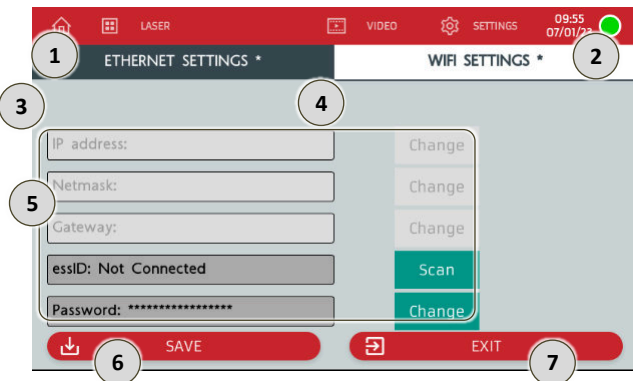 LASER VIDEO SETTINGS 09:55
07/01/23
1 ETHERNET SETTINGS * WIFI SETTINGS * 2
3 4
IP address: Change
Netmask: Change
5
Gateway: Change
essID: Not Connected Scan
Password: ***************** Change
SAVE EXIT
6 7